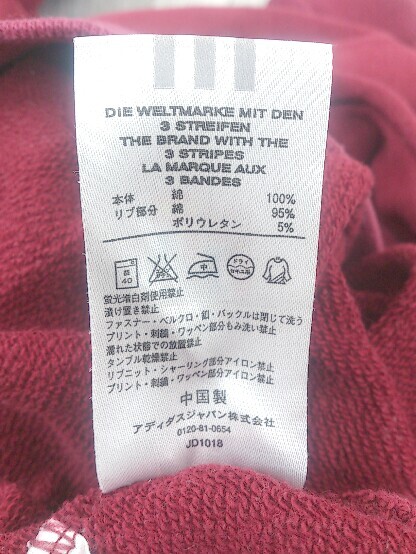 DIE WELTMARKE MIT DEN
3 STREIFEN
THE BRAND WITH THE
3 STRIPES
LA MARQUE AUX
3 BANDES
本体 綿 100%
リブ部分 綿 95%
ポリウレタン 5%
弱
40
エンソサラシ
中
ドライ
セキユ系
蛍光増白剤使用禁止
漬け置き禁止
ファスナー・ベルクロ・釦・バックルは閉じて洗う
プリント・刺繍・ワッペン部分もみ洗い禁止
濡れた状態での放置禁止
タンブル乾燥禁止
リブニット・シャーリング部分アイロン禁止
プリント・刺繍・ワッペン部分アイロン禁止
中国製
アディダスジャパン株式会社
0120-81-0654
JD1018